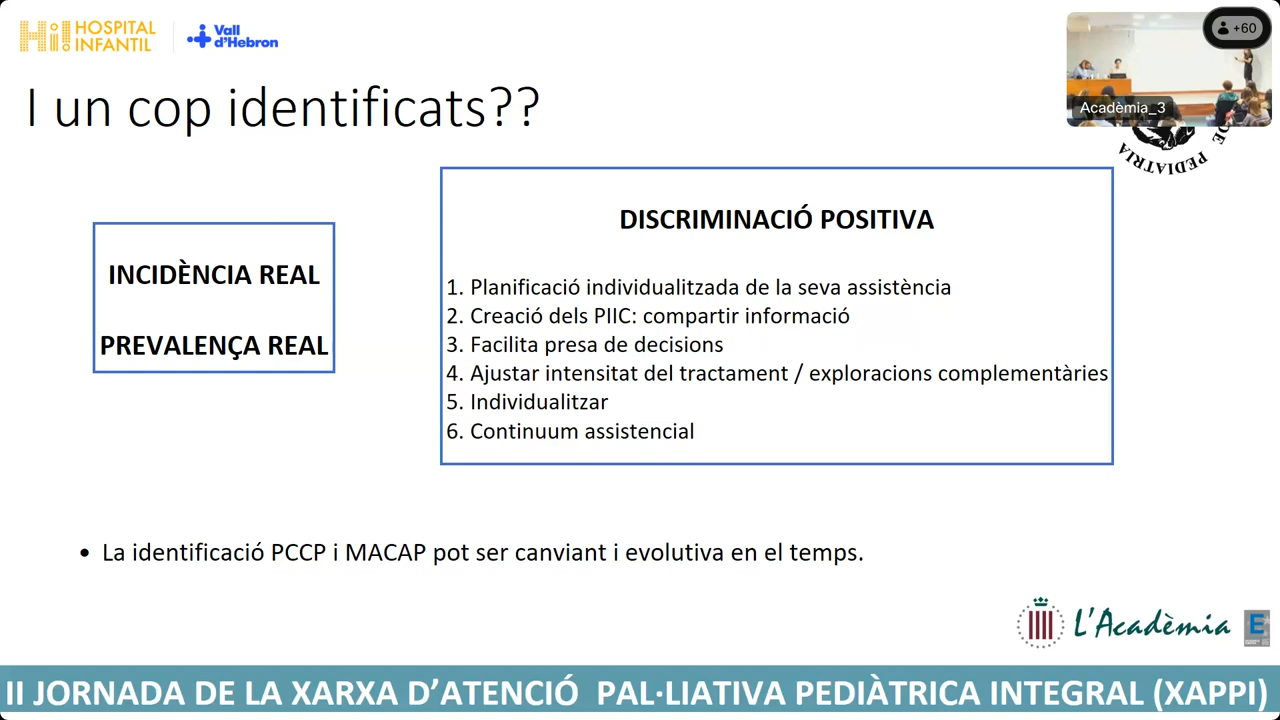 Hi! HOSPITAL INFANTIL
Vall d'Hebron
+60
Acadèmia_3
DE PEDIATRIA
I un cop identificats??
INCIDÈNCIA REAL
PREVALENÇA REAL
DISCRIMINACIÓ POSITIVA
1. Planificació individualitzada de la seva assistència
2. Creació dels PIIC: compartir informació
3. Facilita presa de decisions
4. Ajustar intensitat del tractament / exploracions complementàries
5. Individualitzar
6. Continuum assistencial
• La identificació PCCP i MACAP pot ser canviant i evolutiva en el temps.
L'Acadèmia
E
II JORNADA DE LA XARXA D'ATENCIÓ  PAL·LIATIVA PEDIÀTRICA INTEGRAL (XAPPI)